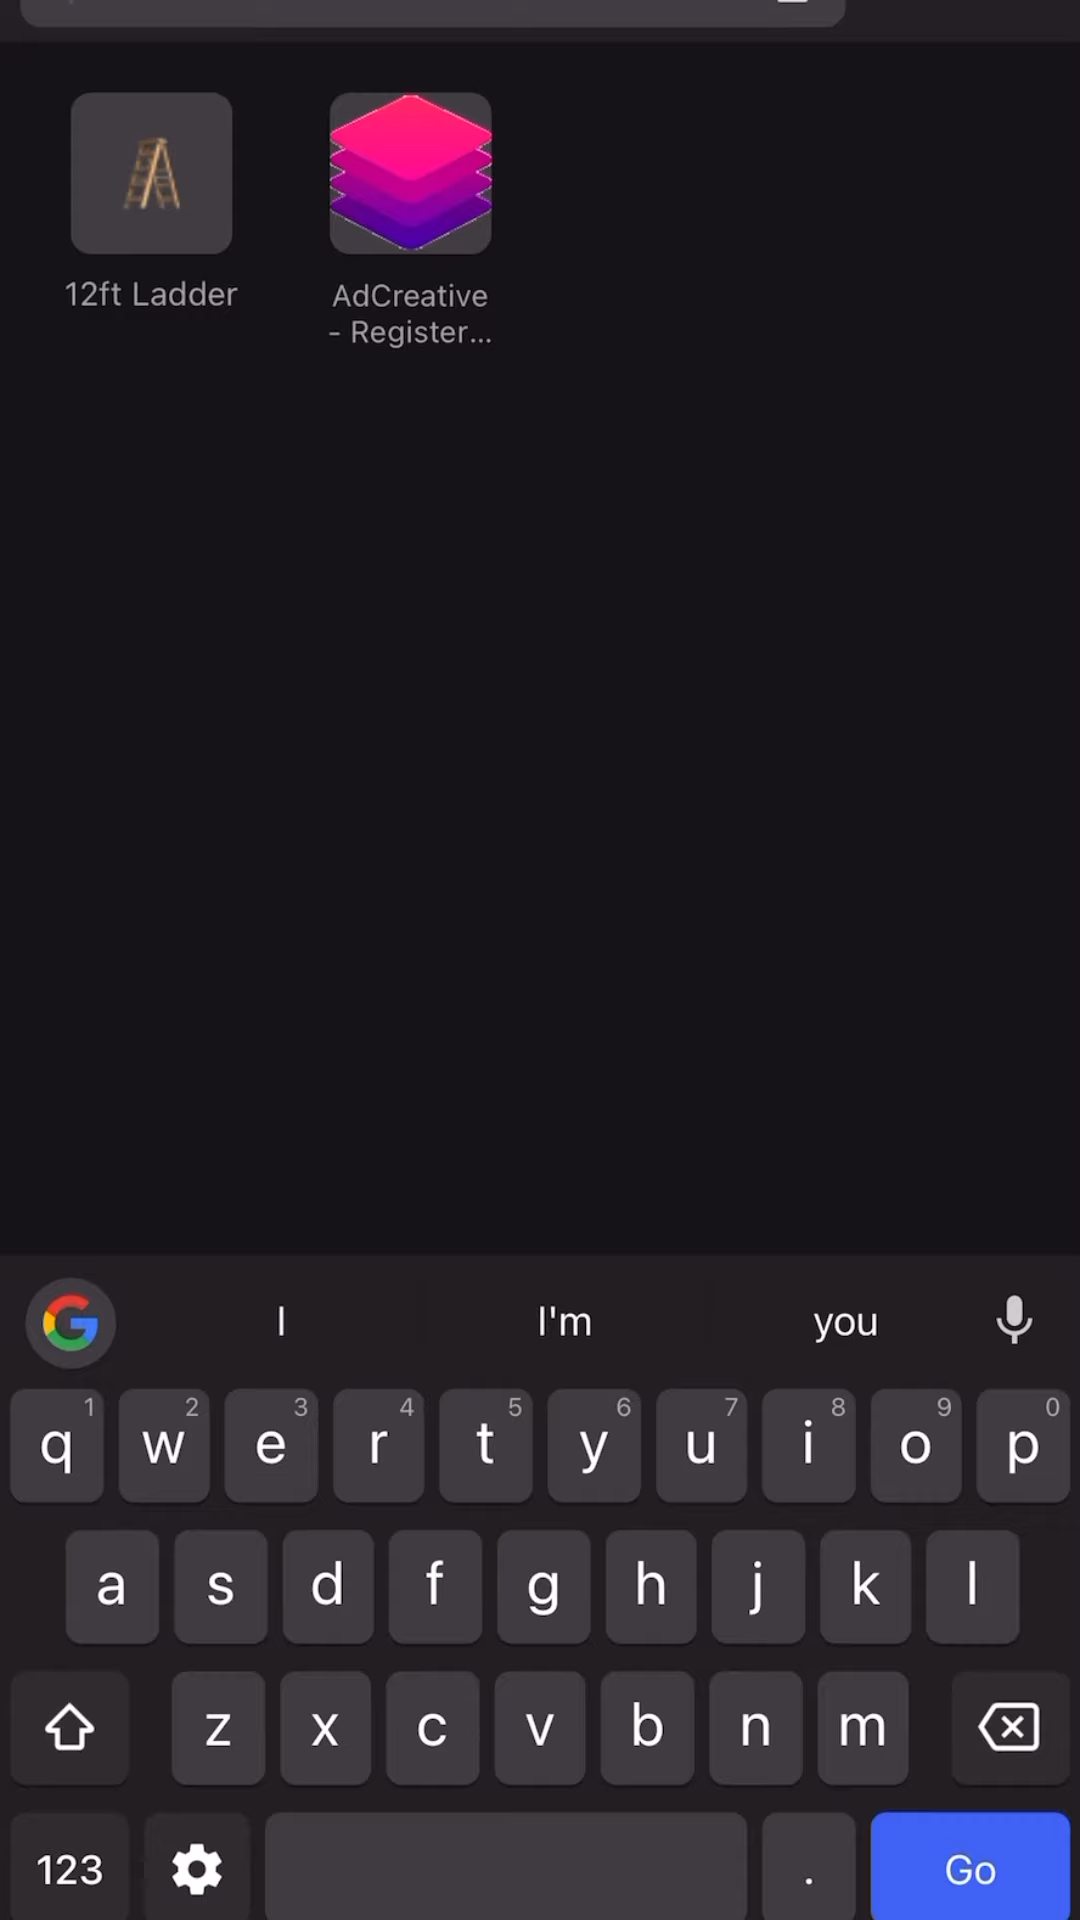 12ft Ladder
AdCreative
- Register...
I I'm you
1 2 3 4 5 6 7 8 9 0
q w e r t y u i o p
a s d f g h j k l
z x c v b n m
123 . Go